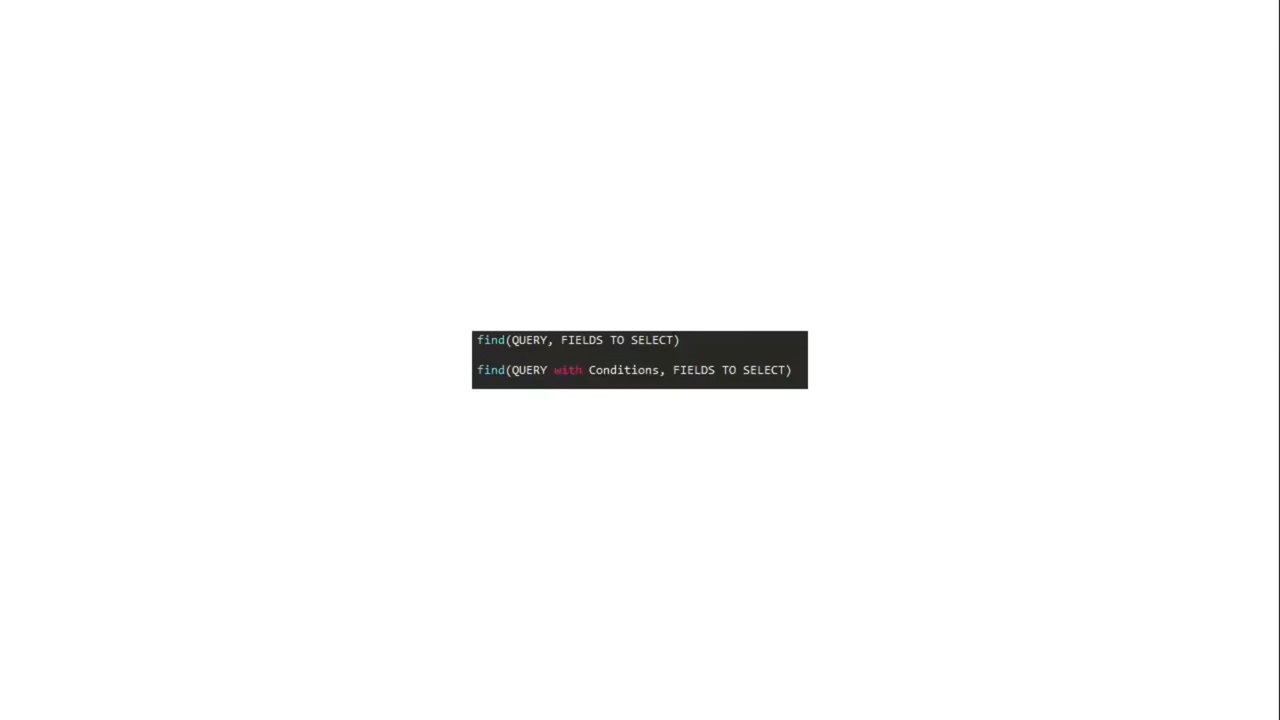 find(QUERY, FIELDS TO SELECT)
find(QUERY with Conditions, FIELDS TO SELECT)